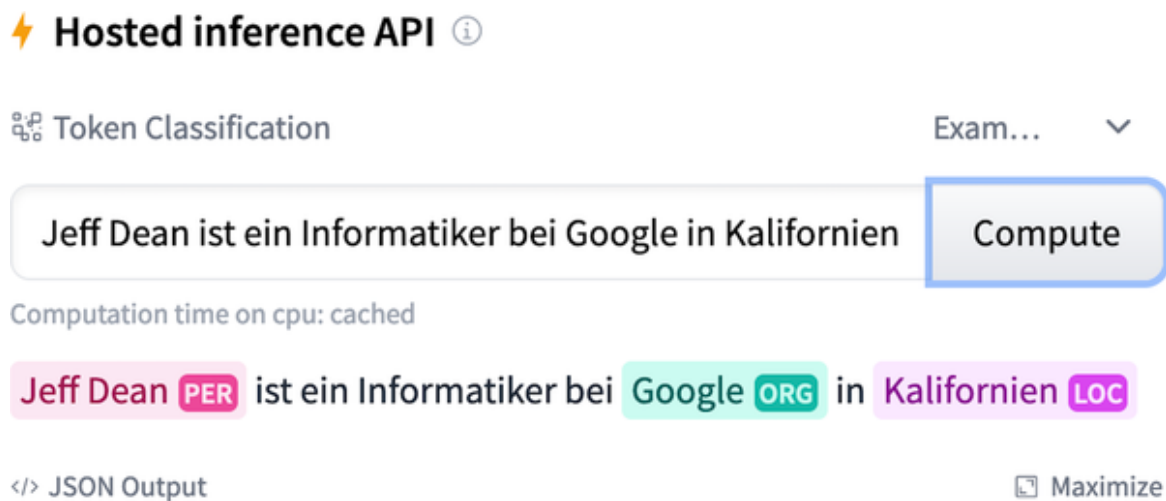 Hosted inference API
Token Classification Exam...
Jeff Dean ist ein Informatiker bei Google in Kalifornien Compute
Computation time on cpu: cached
Jeff Dean PER ist ein Informatiker bei Google ORG in Kalifornien LOC
</> JSON Output Maximize